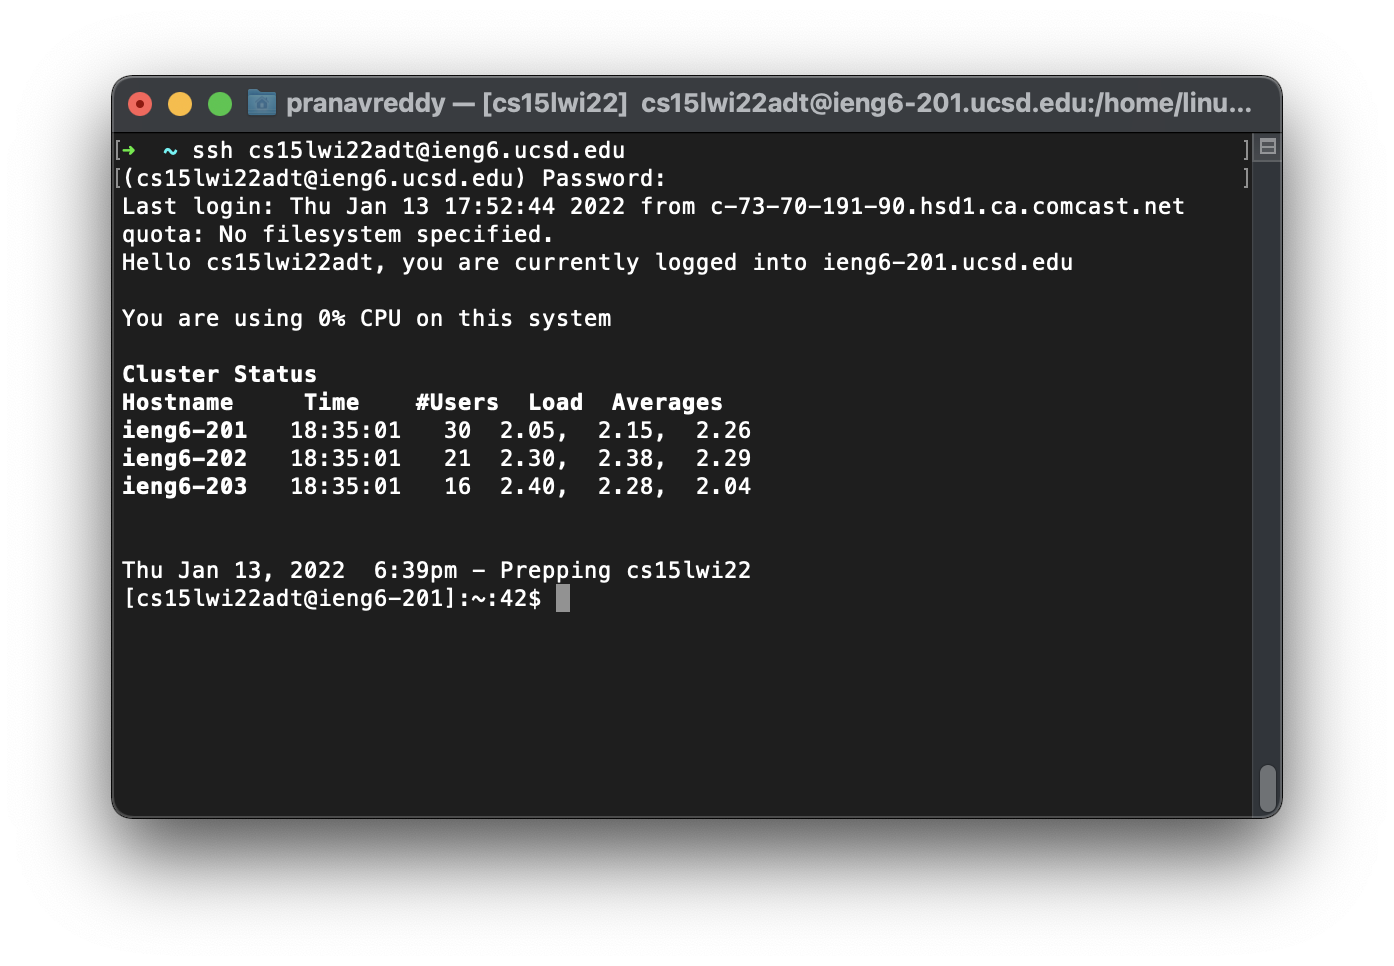 pranavreddy — [cs15lwi22] cs15lwi22adt@ieng6-201.ucsd.edu:/home/linu...
[➜  ~ ssh cs15lwi22adt@ieng6.ucsd.edu ]
[(cs15lwi22adt@ieng6.ucsd.edu) Password: ]
Last login: Thu Jan 13 17:52:44 2022 from c-73-70-191-90.hsd1.ca.comcast.net
quota: No filesystem specified.
Hello cs15lwi22adt, you are currently logged into ieng6-201.ucsd.edu
You are using 0% CPU on this system
Cluster Status
Hostname     Time    #Users  Load  Averages
ieng6-201   18:35:01   30  2.05,  2.15,  2.26
ieng6-202   18:35:01   21  2.30,  2.38,  2.29
ieng6-203   18:35:01   16  2.40,  2.28,  2.04
Thu Jan 13, 2022  6:39pm - Prepping cs15lwi22
[cs15lwi22adt@ieng6-201]:~:42$